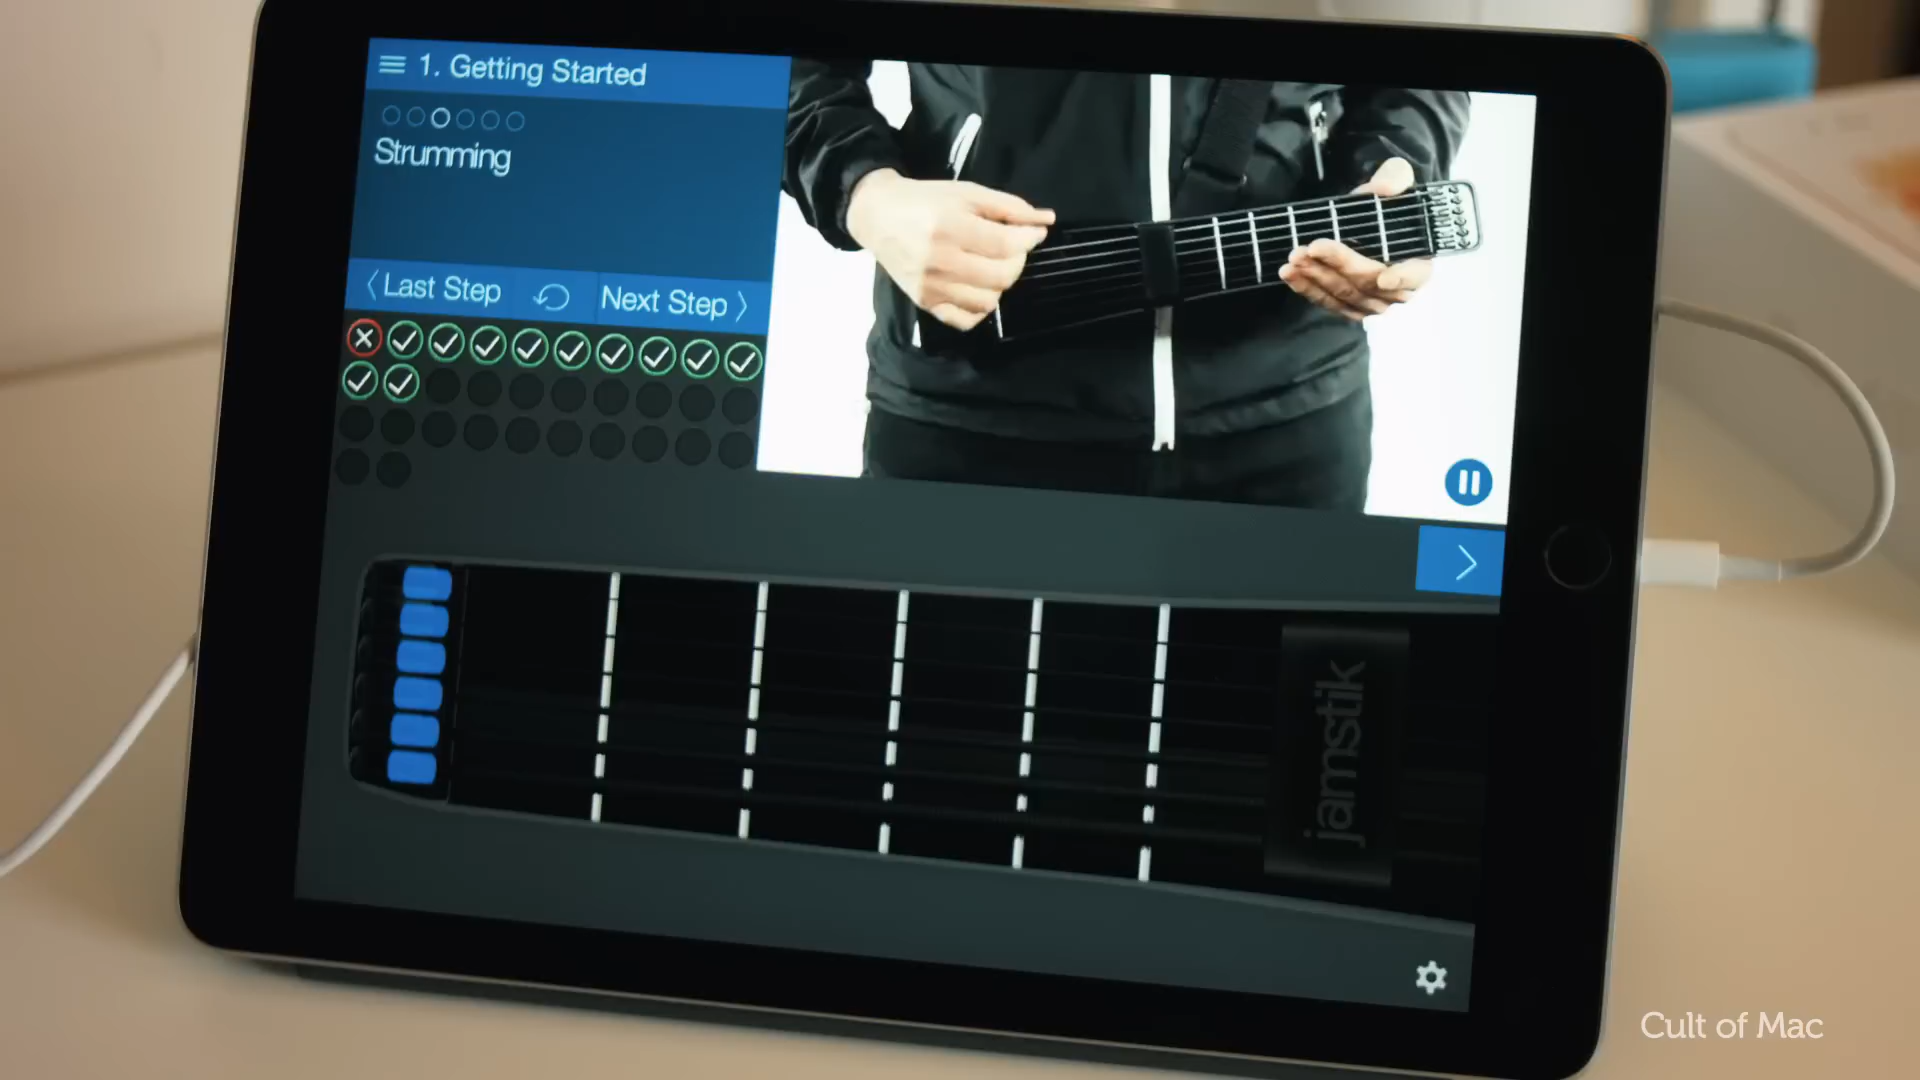 1. Getting Started
Strumming
Last Step
Next Step
jamstik
Cult of Mac